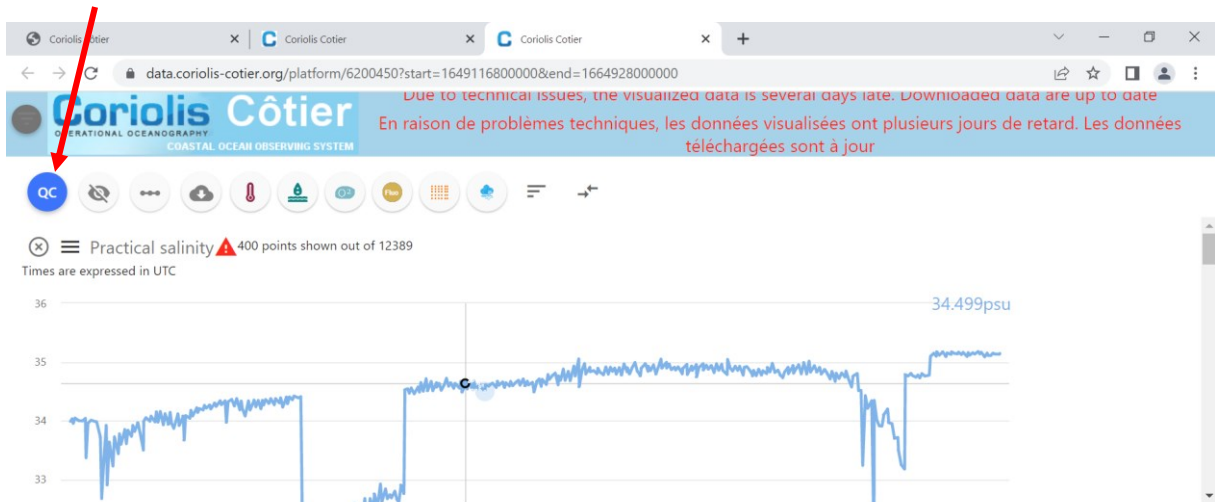 Coriolis Cotier
Coriolis Cotier
Coriolis Cotier
data.coriolis-cotier.org/platform/6200450?start=1649116800000&end=1664928000000
Coriolis Côtier
OPERATIONAL OCEANOGRAPHY
COASTAL OCEAN OBSERVING SYSTEM
Due to technical issues, the visualized data is several days late. Downloaded data are up to date
En raison de problèmes techniques, les données visualisées ont plusieurs jours de retard. Les données
téléchargées sont à jour
QC
Practical salinity 400 points shown out of 12389
Times are expressed in UTC
36
34.499psu
35
34
33